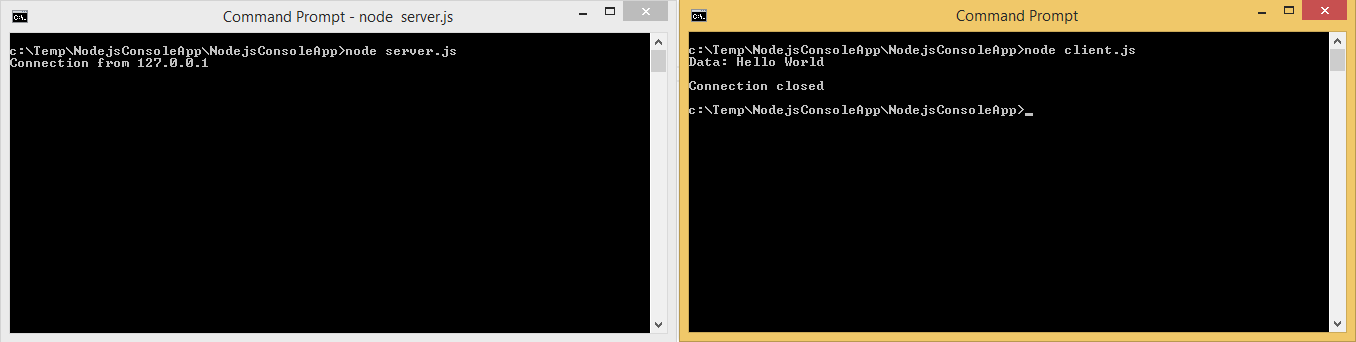 Command Prompt - node  server.js
c:\Temp\NodejsConsoleApp\NodejsConsoleApp>node server.js
Connection from 127.0.0.1
Command Prompt
c:\Temp\NodejsConsoleApp\NodejsConsoleApp>node client.js
Data: Hello World
Connection closed
c:\Temp\NodejsConsoleApp\NodejsConsoleApp>_